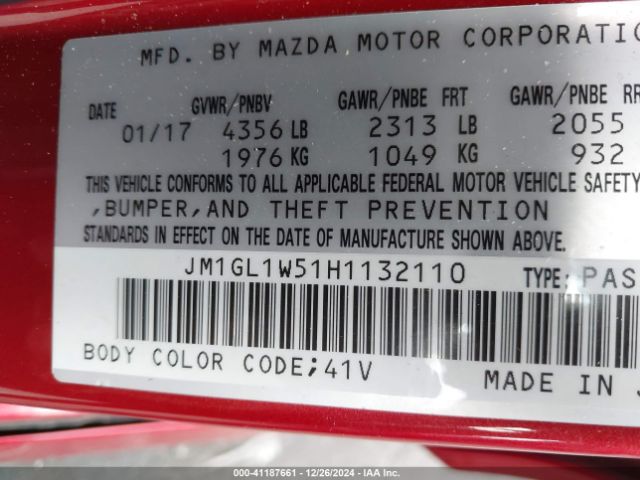 MFD. BY MAZDA MOTOR CORPORATIO
DATE GVWR/PNBV GAWR/PNBE FRT GAWR/PNBE RR
01/17 4356 LB 2313 LB 2055
1976 KG 1049 KG 932
THIS VEHICLE CONFORMS TO ALL APPLICABLE FEDERAL MOTOR VEHICLE SAFETY
,BUMPER,AND THEFT PREVENTION
STANDARDS IN EFFECT ON THE DATE OF MANUFACTURE SHOWN ABOVE.
JM1GL1W51H1132110 TYPE:PAS
BODY COLOR CODE;41V MADE IN J
000-41187661 - 12/26/2024 - IAA Inc.